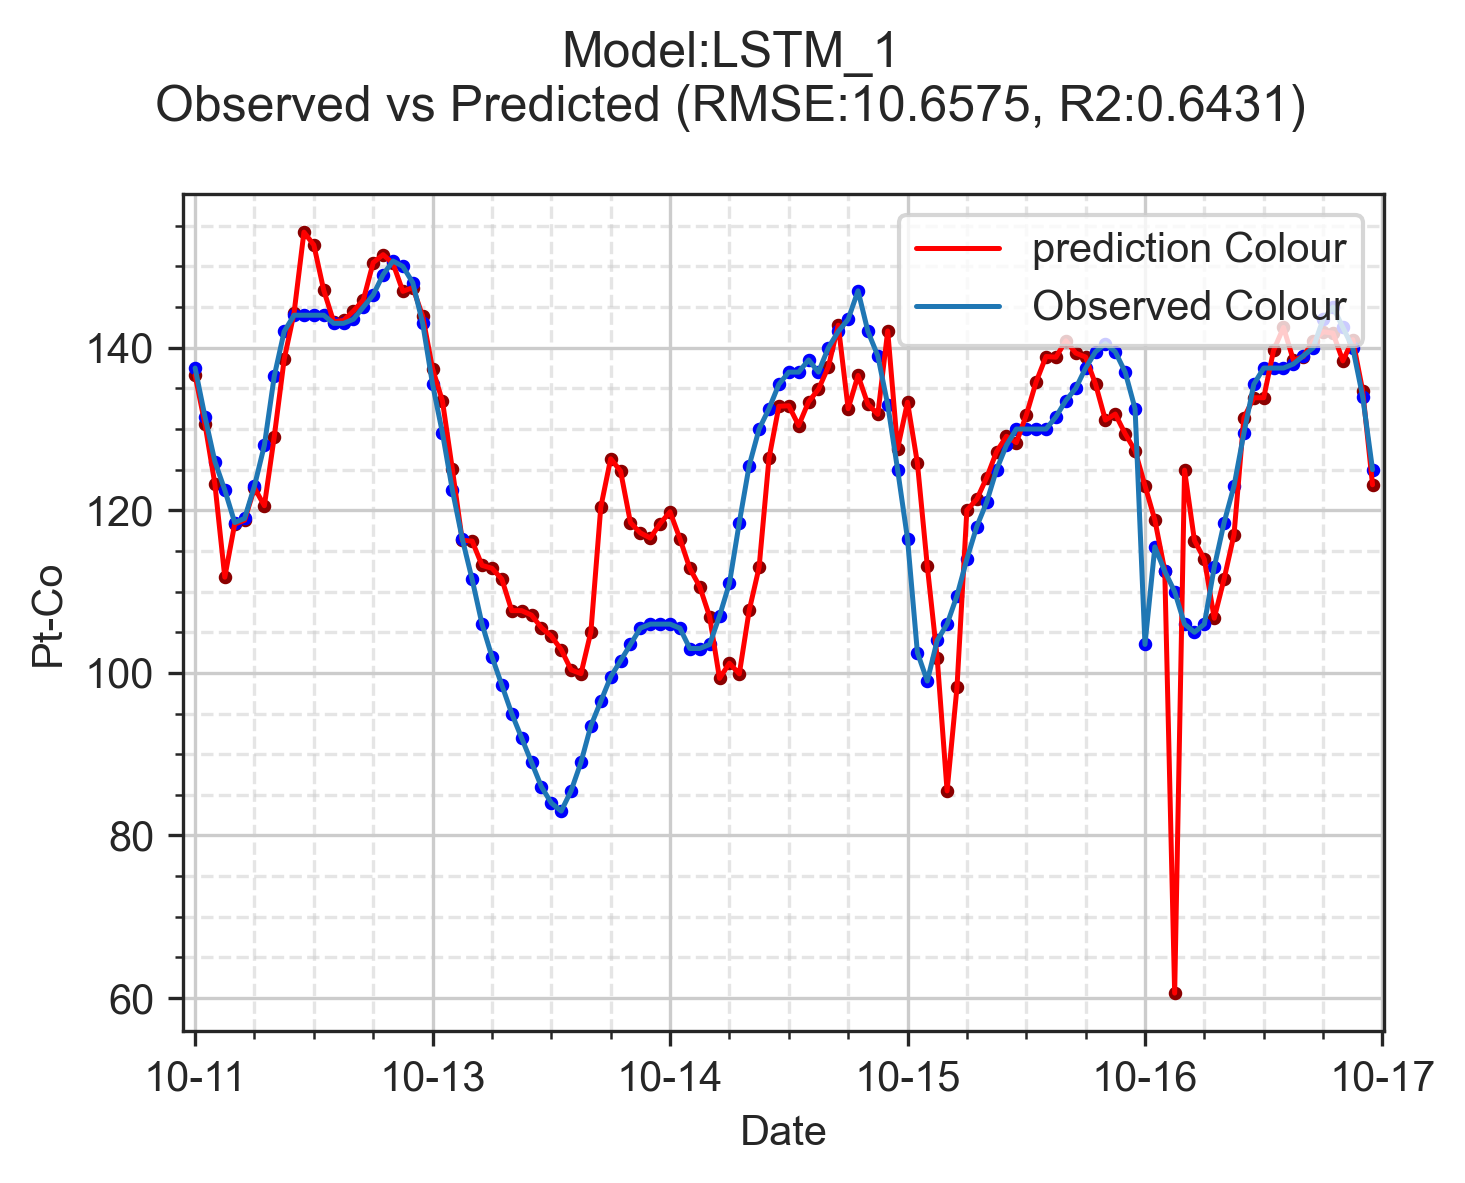 Model:LSTM_1
Observed vs Predicted (RMSE:10.6575, R2:0.6431)
prediction Colour
Observed Colour
140
120
100
80
60
Pt-Co
10-11 10-13 10-14 10-15 10-16 10-17
Date